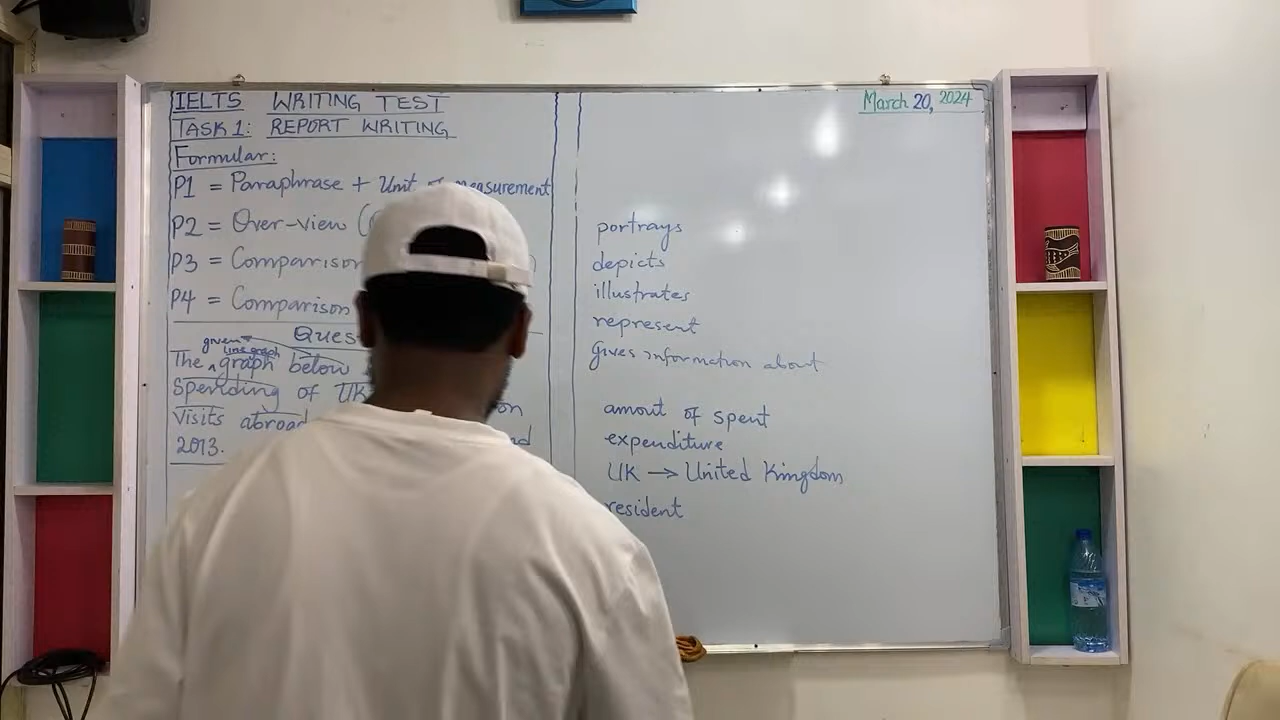 IELTS WRITING TEST
TASK 1: REPORT WRITING
Formular:
P1 = Paraphrase + Unit of measurement
P2 = Over-view (
P3 = Comparison
P4 = Comparison
given
line graph
The ^ graph below
Spending of UK
on
Visits abroad
2013.
March 20, 2024
portrays
depicts
illustrates
represent
gives information about
amout of spent
expenditure
UK → United Kingdom
resident